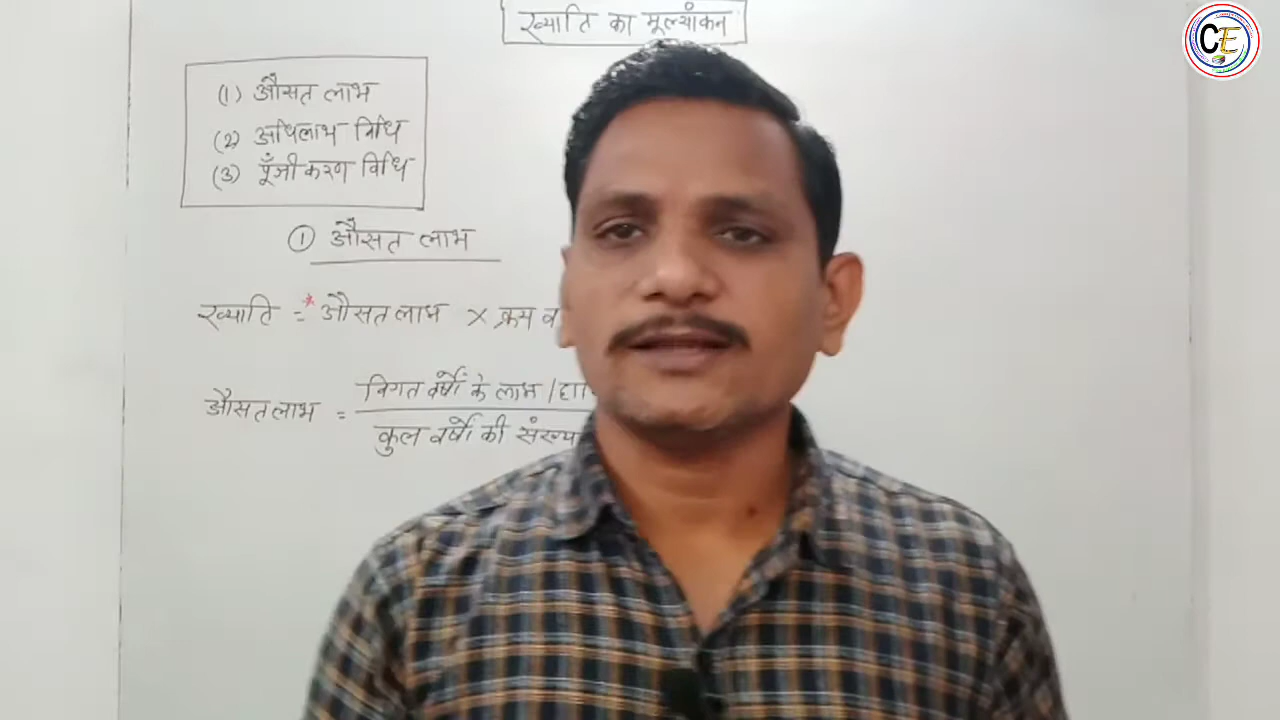 ख्याति का मूल्यांकन
CE
(1) औसत लाभ
(2) अधिलाभ विधि
(3) पूँजीकरण विधि
① औसत लाभ
ख्याति = * औसत लाभ × क्रय व
औसत लाभ = विगत वर्षों के लाभ /
कुल वर्षों की संख्या